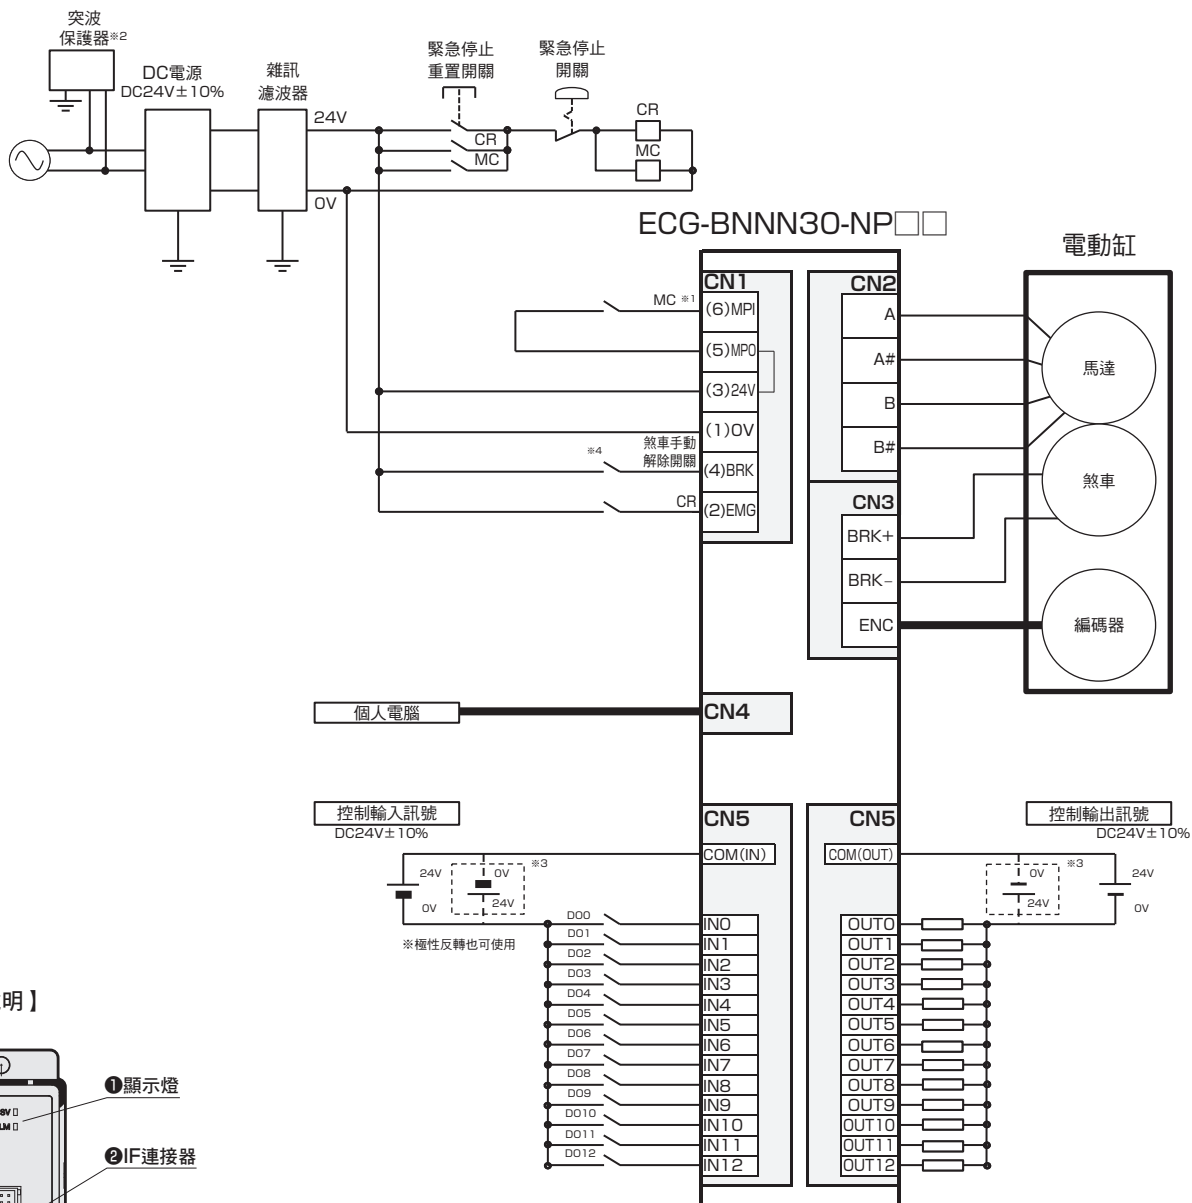 突波
保護器※2
DC電源
DC24V±10%
雜訊
濾波器
24V
0V
緊急停止
重置開關
緊急停止
開關
CR
MC
CR
MC
ECG-BNNN30-NP□□
電動缸
CN1
MC ※1
(6)MPI
(5)MPO
(3)24V
(1)0V
煞車手動
解除開關
※4
(4)BRK
CR
(2)EMG
CN2
A
A#
B
B#
CN3
BRK+
BRK−
ENC
馬達
煞車
編碼器
個人電腦
CN4
控制輸入訊號
DC24V±10%
CN5
COM(IN)
24V
0V
0V
24V
※3
※極性反轉也可使用
DO0 IN0
DO1 IN1
DO2 IN2
DO3 IN3
DO4 IN4
DO5 IN5
DO6 IN6
DO7 IN7
DO8 IN8
DO9 IN9
DO10 IN10
DO11 IN11
DO12 IN12
CN5
控制輸出訊號
DC24V±10%
COM(OUT)
0V
24V
※3
24V
0V
OUT0
OUT1
OUT2
OUT3
OUT4
OUT5
OUT6
OUT7
OUT8
OUT9
OUT10
OUT11
OUT12
明】
SV
LM
❶顯示燈
❷IF連接器